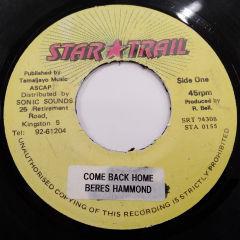 STAR TRAIL
Published by
Tamaijayo Music
ASCAP
Distributed by
SONIC SOUNDS
25 Retirement
Road,
Kingston 5
Tel: 92-61204
Side One
45rpm
Produced by
R. Bell.
SRT 74308
STA 0155
COME BACK HOME
BERES HAMMOND
UNAUTHORISED COPYING OF THIS RECORDING IS STRICTLY PROHIBITED